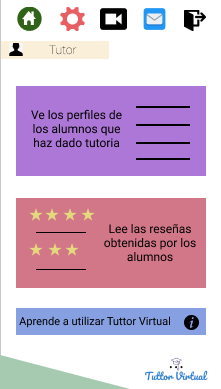 Tutor
Ve los perfiles de
los alumnos que
haz dado tutoria
Lee las reseñas
obtenidas por los
alumnos
Aprende a utilizar Tuttor Virtual
i
Tuttor Virtual